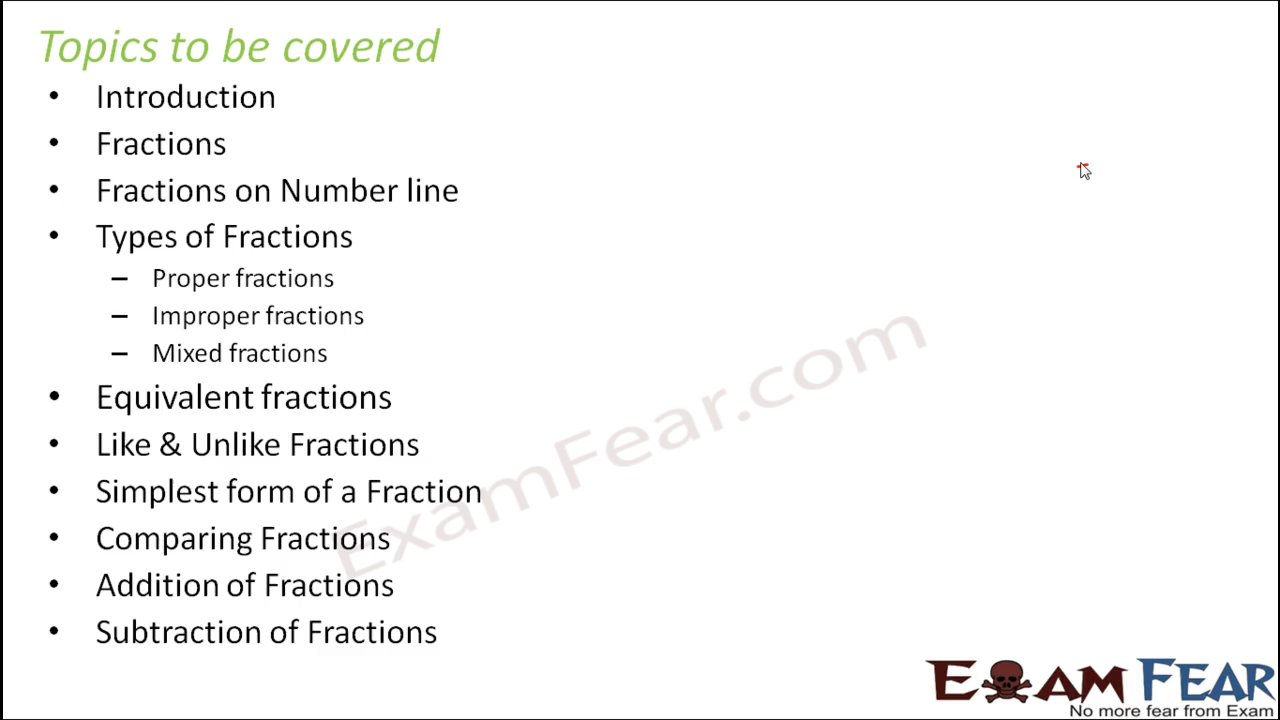 Topics to be covered
• Introduction
• Fractions
• Fractions on Number line
• Types of Fractions
– Proper fractions
– Improper fractions
– Mixed fractions
• Equivalent fractions
• Like & Unlike Fractions
• Simplest form of a Fraction
• Comparing Fractions
• Addition of Fractions
• Subtraction of Fractions
ExamFear.com
EXAM FEAR
No more fear from Exam